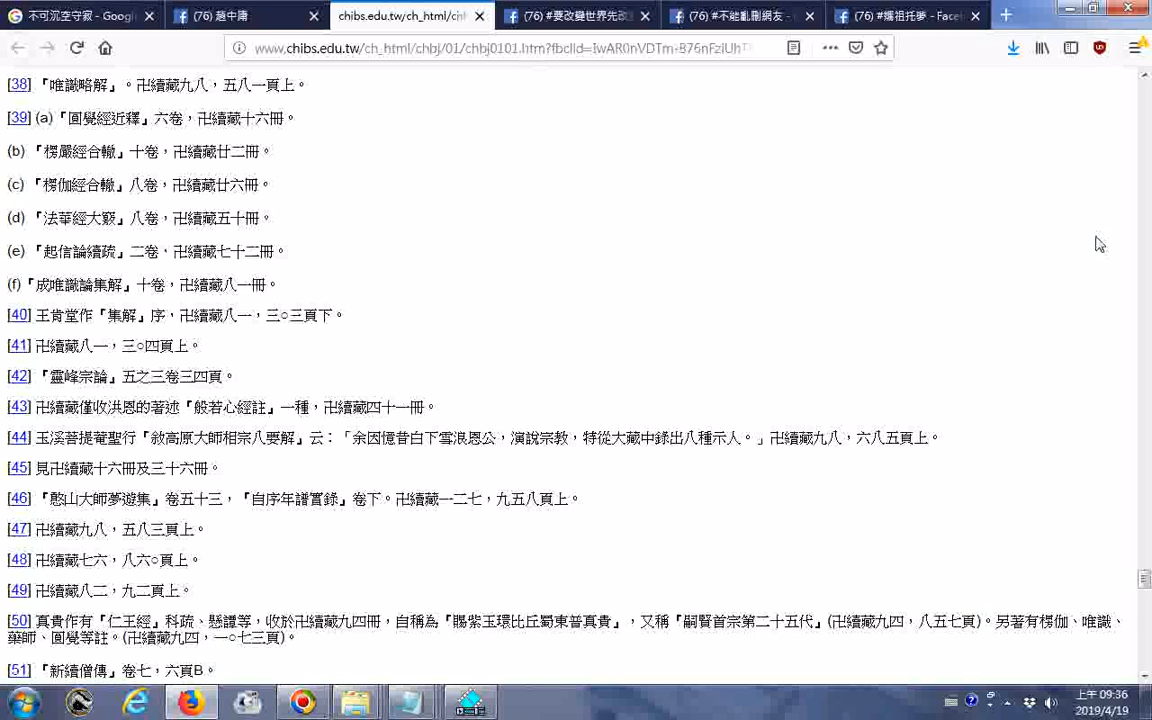 不可沉空守寂 - Googl
(76) 趙中庸
chibs.edu.tw/ch_html/chb
(76) #要改變世界先改
(76) #不能亂刪網友 -
(76) #攜祖托夢 - Facel
www.chibs.edu.tw/ch_html/chbj/01/chbj0101.htm?fbclid=IwAR0nVDTm-876nFziUhT
[38] 「唯識略解」。卍續藏九八，五八一頁上。
[39] (a)「圓覺經近釋」六卷，卍續藏十六冊。
(b) 「楞嚴經合轍」十卷，卍續藏廿二冊。
(c) 「楞伽經合轍」八卷，卍續藏廿六冊。
(d) 「法華經大竅」八卷，卍續藏五十冊。
(e) 「起信論續疏」二卷，卍續藏七十二冊。
(f)「成唯識論集解」十卷，卍續藏八一冊。
[40] 王肯堂作「集解」序，卍續藏八一，三○三頁下。
[41] 卍續藏八一，三○四頁上。
[42] 「靈峰宗論」五之三卷三四頁。
[43] 卍續藏僅收洪恩的著述「般若心經註」一種，卍續藏四十一冊。
[44] 玉溪菩提菴聖行「敘高原大師相宗八要解」云：「余因憶昔白下雪浪恩公，演說宗教，特從大藏中錄出八種示人。」卍續藏九八，六八五頁上。
[45] 見卍續藏十六冊及三十六冊。
[46] 「憨山大師夢遊集」卷五十三，「自序年譜實錄」卷下。卍續藏一二七，九五八頁上。
[47] 卍續藏九八，五八三頁上。
[48] 卍續藏七六，八六○頁上。
[49] 卍續藏八二，九二頁上。
[50] 真貴作有「仁王經」科疏、懸譚等，收於卍續藏九四冊，自稱為「賜紫玉環比丘蜀東普真貴」，又稱「嗣賢首宗第二十五代」(卍續藏九四，八五七頁)。另著有楞伽、唯識、
藥師、圓覺等註。(卍續藏九四，一○七三頁)。
[51] 「新續僧傳」卷七，六頁B。
上午 09:36
2019/4/19